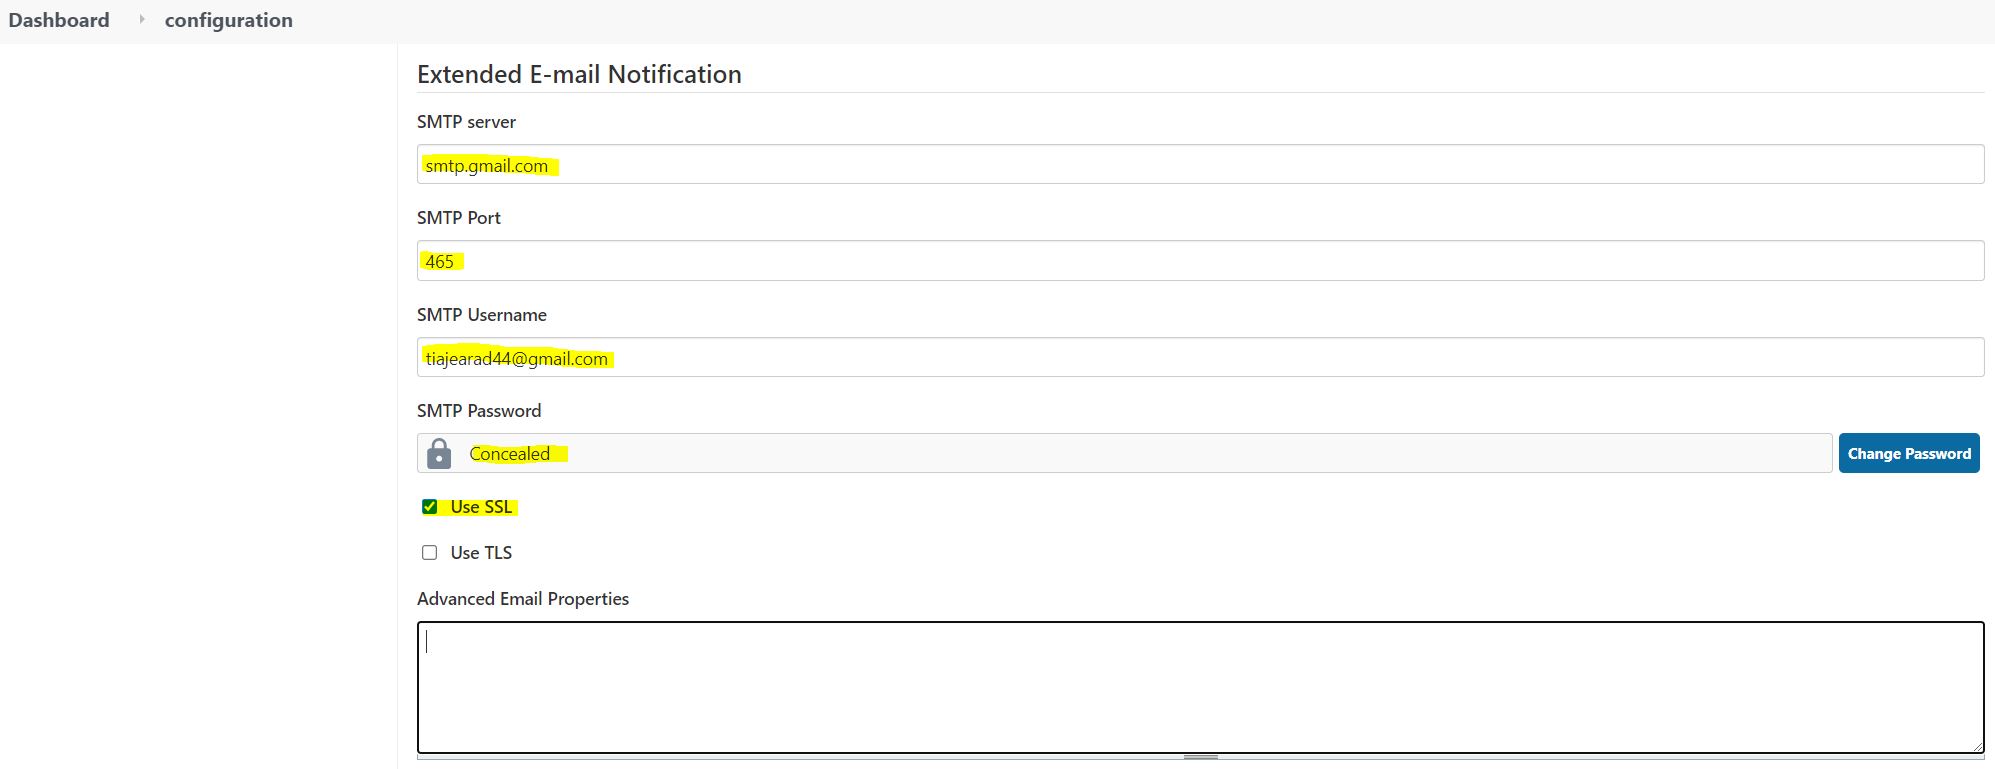 Dashboard configuration
Extended E-mail Notification
SMTP server
smtp.gmail.com
SMTP Port
465
SMTP Username
tiajearad44@gmail.com
SMTP Password
Concealed
Change Password
Use SSL
Use TLS
Advanced Email Properties